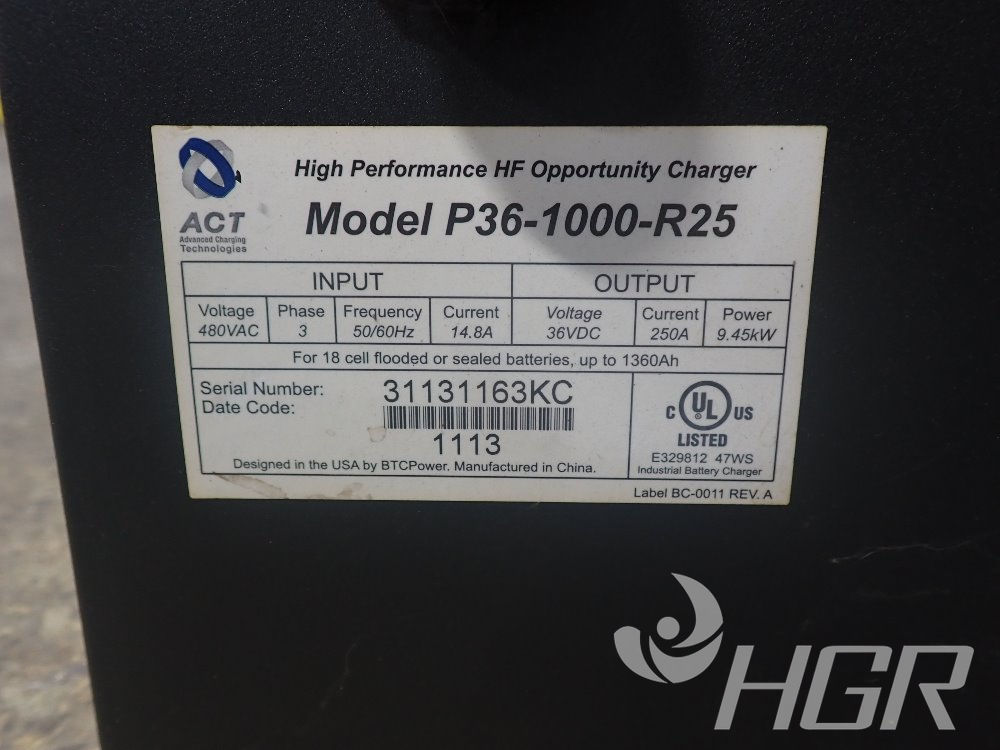 High Performance HF Opportunity Charger
ACT
Advanced Charging
Technologies
Model P36-1000-R25
INPUT OUTPUT
Voltage Phase Frequency Current Voltage Current Power
480VAC 3 50/60Hz 14.8A 36VDC 250A 9.45kW
For 18 cell flooded or sealed batteries, up to 1360Ah
Serial Number: 31131163KC
Date Code: 1113
Designed in the USA by BTCPower. Manufactured in China.
C UL US
LISTED
E329812 47WS
Industrial Battery Charger
Label BC-0011 REV. A
HGR